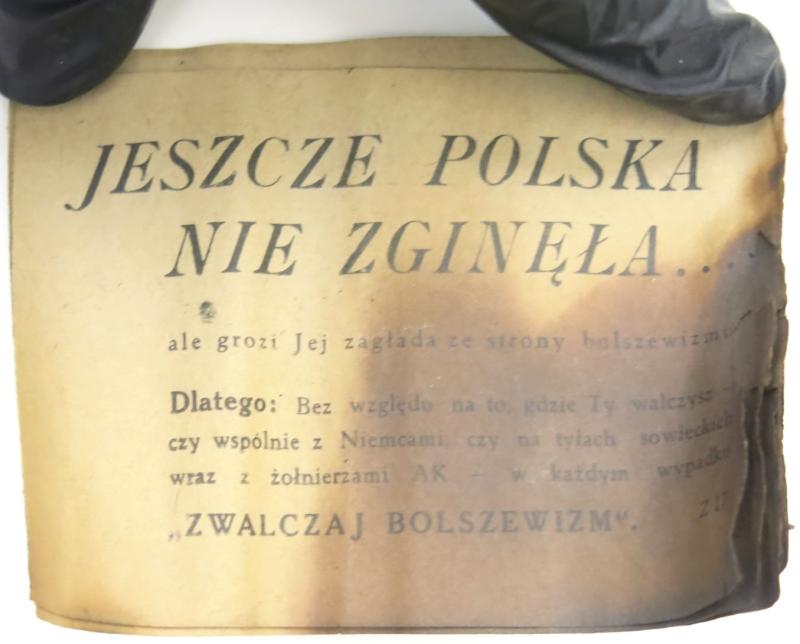 JESZCZE POLSKA
NIE ZGINĘŁA....
ale grozi Jej zagłada ze strony bolszewizmu
Dlatego: Bez względu na to, gdzie Ty walczysz –
czy wspólnie z Niemcami, czy na tyłach sowieckich
wraz z żołnierzami AK – w każdym wypadku
„ZWALCZAJ BOLSZEWIZM“.